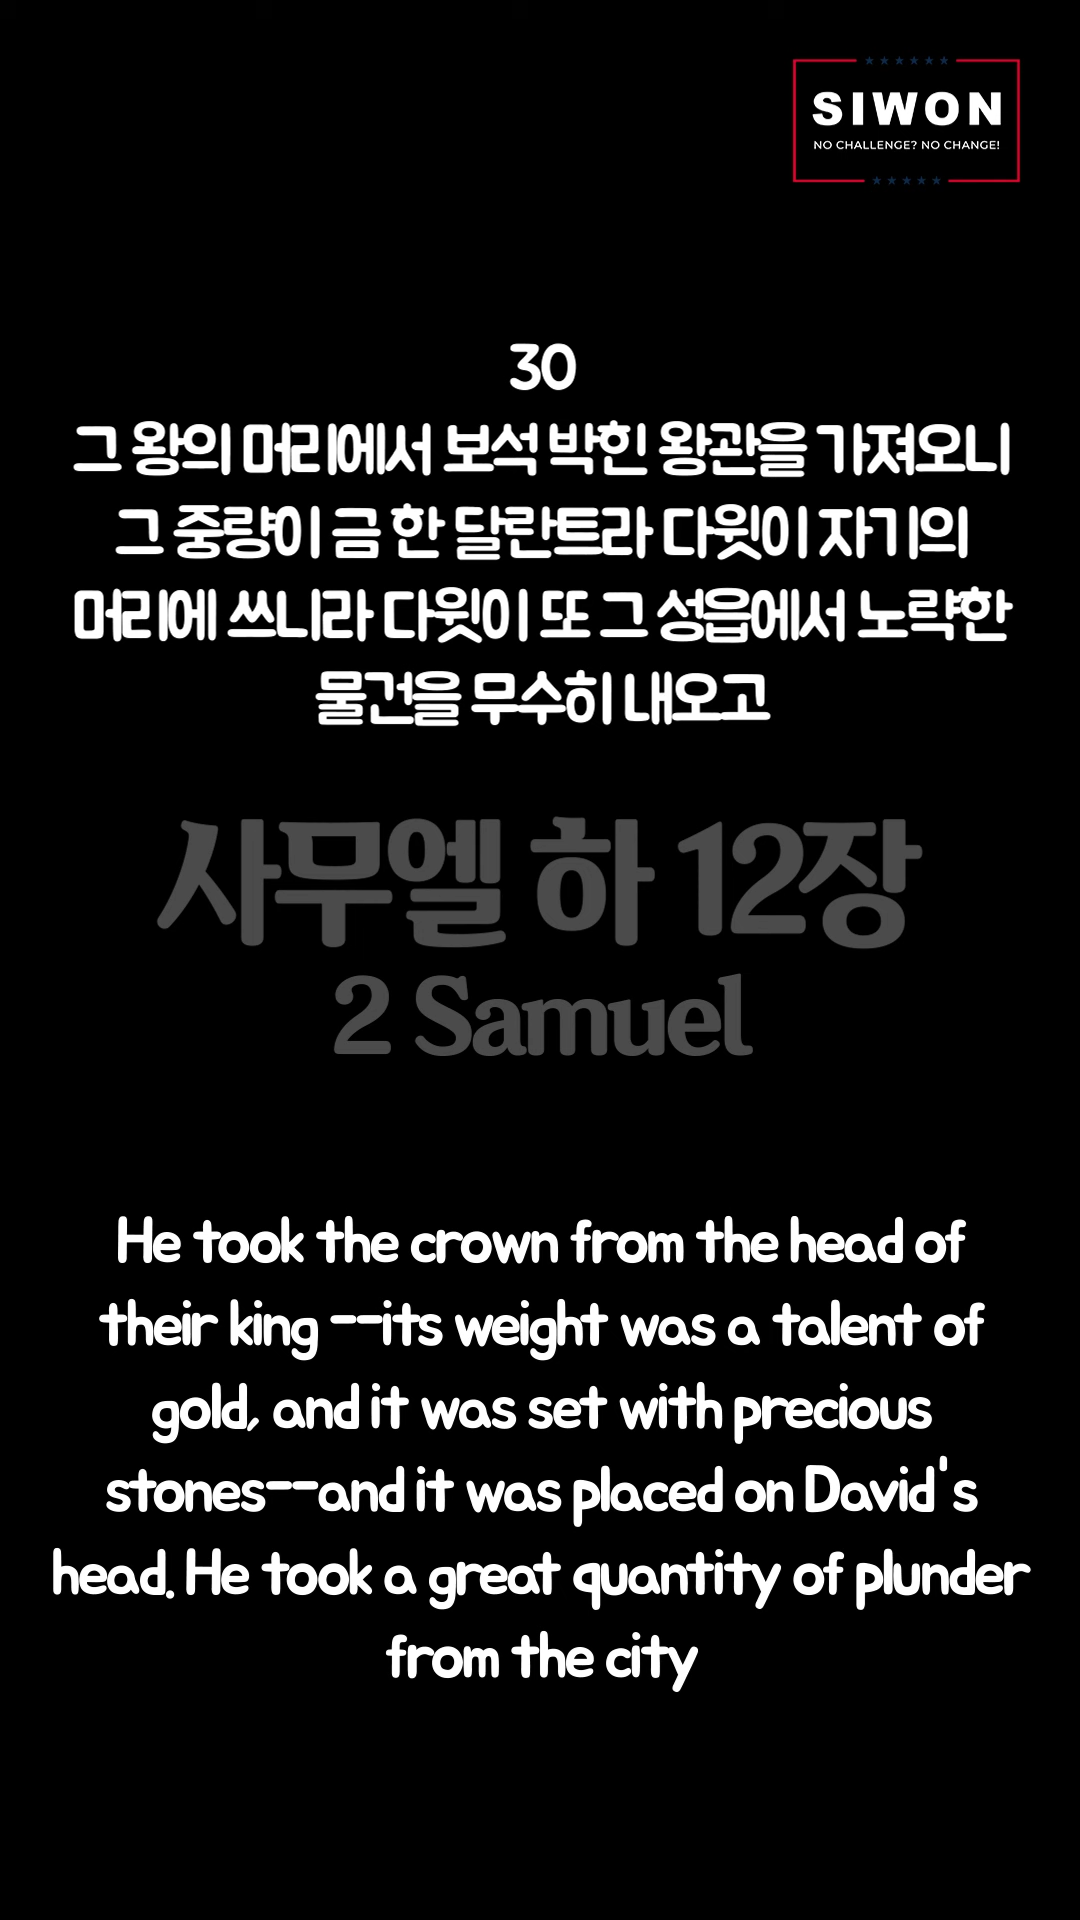 SIWON
NO CHALLENGE? NO CHANGE!
30
그 왕의 머리에서 보석 박힌 왕관을 가져오니
그 중량이 금 한 달란트라 다윗이 자기의
머리에 쓰니라 다윗이 또 그 성읍에서 노략한
물건을 무수히 내오고
사무엘 하 12장
2 Samuel
He took the crown from the head of
their king --its weight was a talent of
gold, and it was set with precious
stones--and it was placed on David's
head. He took a great quantity of plunder
from the city